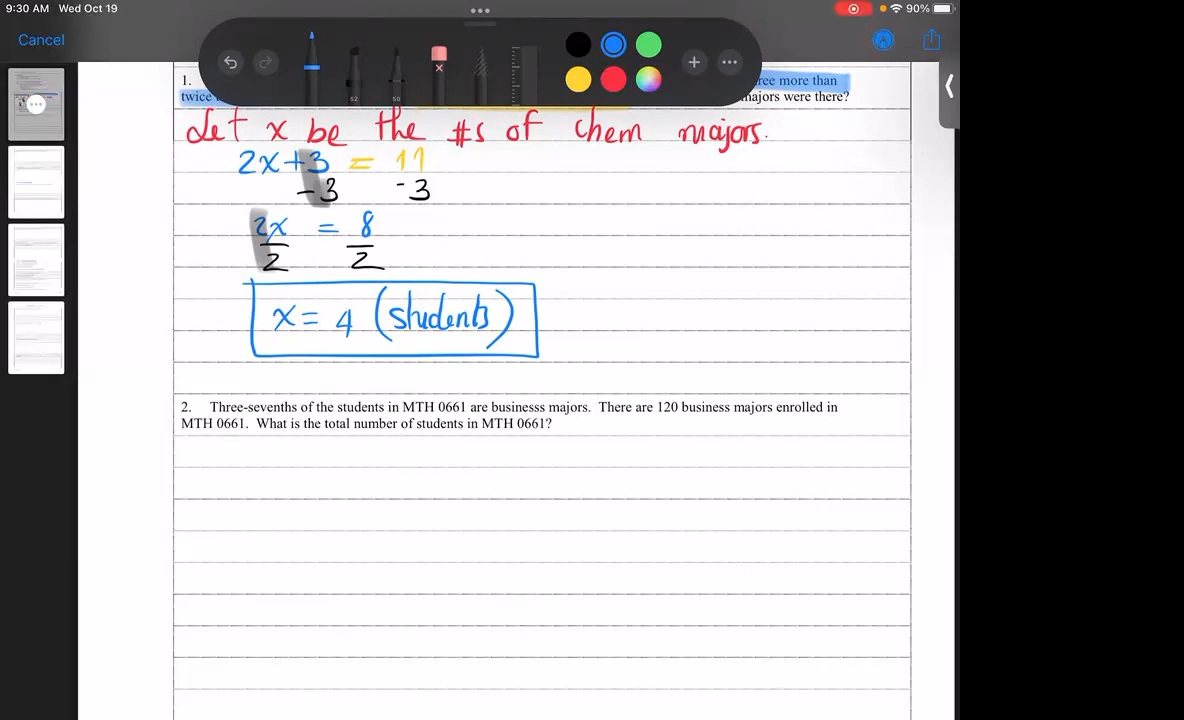 9:30 AM Wed Oct 19
90%
Cancel
52
50
1. ree more than
twice majors were there?
Let x be the #s of chem majors.
2x+3 = 11
-3 -3
2x = 8
2 2
x = 4 (students)
2. Three-sevenths of the students in MTH 0661 are businesss majors. There are 120 business majors enrolled in
MTH 0661. What is the total number of students in MTH 0661?